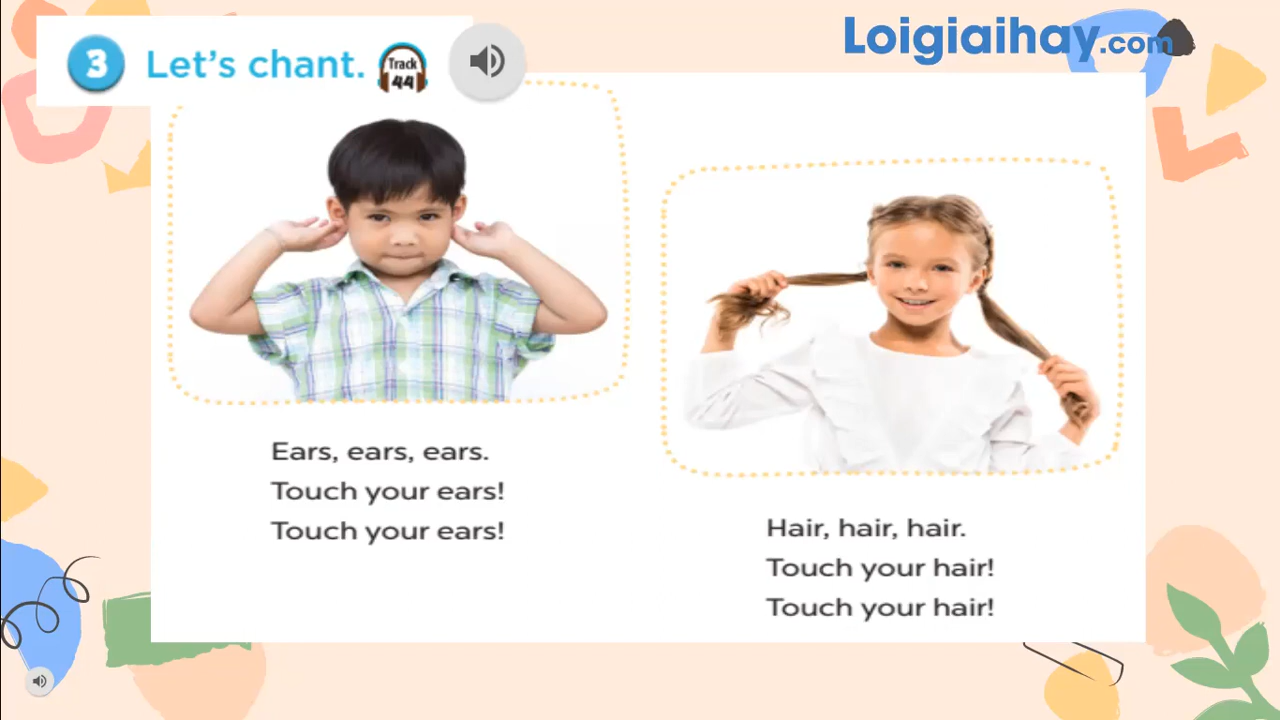 3 Let's chant. Track 44
Loigiaihay.com
Ears, ears, ears.
Touch your ears!
Touch your ears!
Hair, hair, hair.
Touch your hair!
Touch your hair!